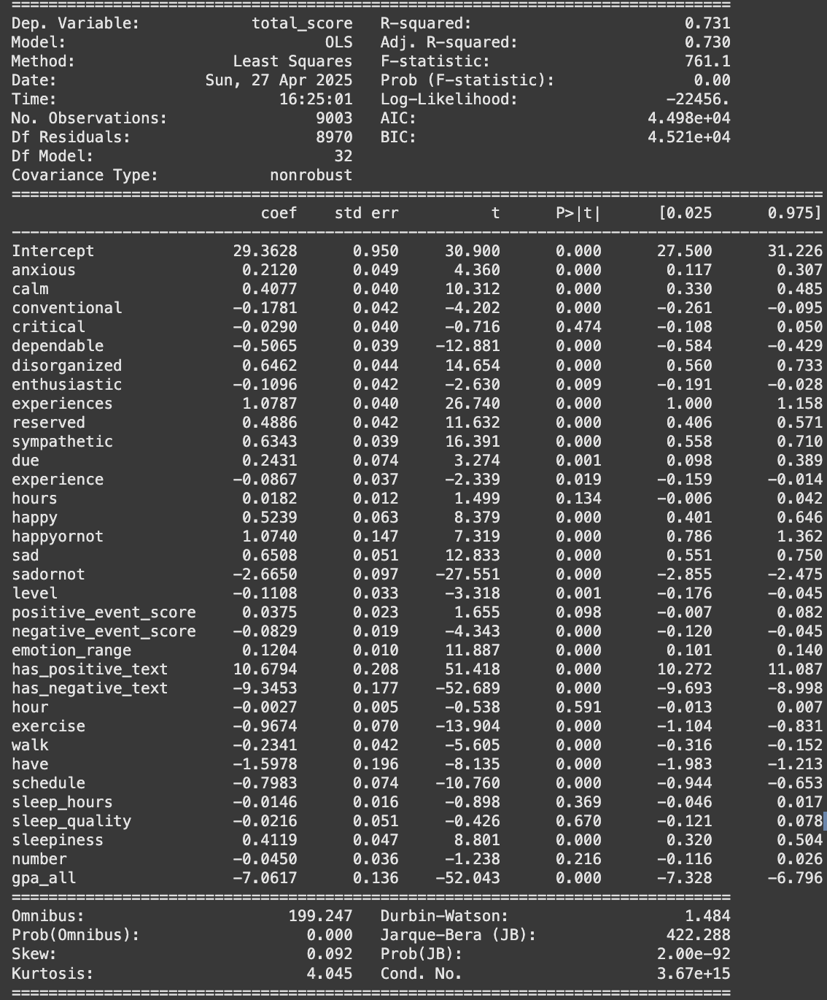 ==============================================================================
Dep. Variable:            total_score   R-squared:                       0.731
Model:                            OLS   Adj. R-squared:                  0.730
Method:                 Least Squares   F-statistic:                     761.1
Date:                Sun, 27 Apr 2025   Prob (F-statistic):               0.00
Time:                        16:25:01   Log-Likelihood:                -22456.
No. Observations:                9003   AIC:                         4.498e+04
Df Residuals:                    8970   BIC:                         4.521e+04
Df Model:                          32
Covariance Type:            nonrobust
========================================================================================
                           coef    std err          t      P>|t|      [0.025      0.975]
----------------------------------------------------------------------------------------
Intercept               29.3628      0.950     30.900      0.000      27.500      31.226
anxious                  0.2120      0.049      4.360      0.000       0.117       0.307
calm                     0.4077      0.040     10.312      0.000       0.330       0.485
conventional            -0.1781      0.042     -4.202      0.000      -0.261      -0.095
critical                -0.0290      0.040     -0.716      0.474      -0.108       0.050
dependable              -0.5065      0.039    -12.881      0.000      -0.584      -0.429
disorganized             0.6462      0.044     14.654      0.000       0.560       0.733
enthusiastic            -0.1096      0.042     -2.630      0.009      -0.191      -0.028
experiences              1.0787      0.040     26.740      0.000       1.000       1.158
reserved                 0.4886      0.042     11.632      0.000       0.406       0.571
sympathetic              0.6343      0.039     16.391      0.000       0.558       0.710
due                      0.2431      0.074      3.274      0.001       0.098       0.389
experience              -0.0867      0.037     -2.339      0.019      -0.159      -0.014
hours                    0.0182      0.012      1.499      0.134      -0.006       0.042
happy                    0.5239      0.063      8.379      0.000       0.401       0.646
happyornot               1.0740      0.147      7.319      0.000       0.786       1.362
sad                      0.6508      0.051     12.833      0.000       0.551       0.750
sadornot                -2.6650      0.097    -27.551      0.000      -2.855      -2.475
level                   -0.1108      0.033     -3.318      0.001      -0.176      -0.045
positive_event_score     0.0375      0.023      1.655      0.098      -0.007       0.082
negative_event_score    -0.0829      0.019     -4.343      0.000      -0.120      -0.045
emotion_range            0.1204      0.010     11.887      0.000       0.101       0.140
has_positive_text       10.6794      0.208     51.418      0.000      10.272      11.087
has_negative_text       -9.3453      0.177    -52.689      0.000      -9.693      -8.998
hour                    -0.0027      0.005     -0.538      0.591      -0.013       0.007
exercise                -0.9674      0.070    -13.904      0.000      -1.104      -0.831
walk                    -0.2341      0.042     -5.605      0.000      -0.316      -0.152
have                    -1.5978      0.196     -8.135      0.000      -1.983      -1.213
schedule                -0.7983      0.074    -10.760      0.000      -0.944      -0.653
sleep_hours             -0.0146      0.016     -0.898      0.369      -0.046       0.017
sleep_quality           -0.0216      0.051     -0.426      0.670      -0.121       0.078
sleepiness               0.4119      0.047      8.801      0.000       0.320       0.504
number                  -0.0450      0.036     -1.238      0.216      -0.116       0.026
gpa_all                 -7.0617      0.136    -52.043      0.000      -7.328      -6.796
==============================================================================
Omnibus:                      199.247   Durbin-Watson:                   1.484
Prob(Omnibus):                  0.000   Jarque-Bera (JB):              422.288
Skew:                           0.092   Prob(JB):                     2.00e-92
Kurtosis:                       4.045   Cond. No.                     3.67e+15
==============================================================================